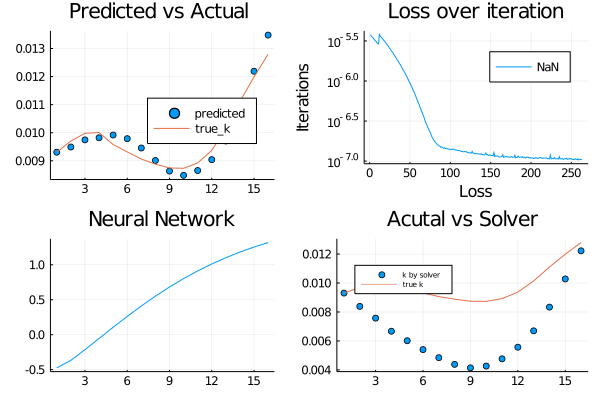 Predicted vs Actual
0.013
0.012
0.011
0.010
0.009
predicted
true_k
3 6 9 12 15
Loss over iteration
Iterations
10^-5.5
10^-6.0
10^-6.5
10^-7.0
NaN
0 50 100 150 200 250
Loss
Neural Network
1.0
0.5
0.0
-0.5
3 6 9 12 15
Acutal vs Solver
0.012
0.010
0.008
0.006
0.004
k by solver
true k
3 6 9 12 15